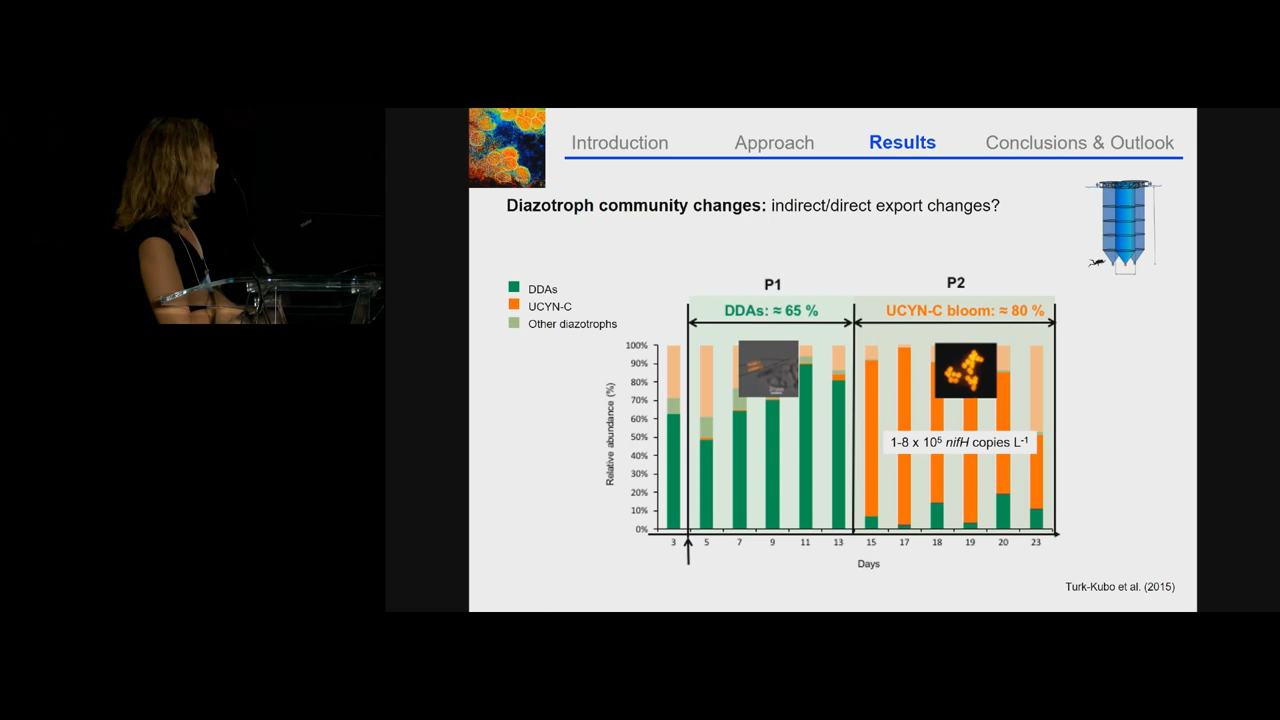 Introduction Approach Results Conclusions & Outlook
Diazotroph community changes: indirect/direct export changes?
P1 P2
DDAs
UCYN-C
Other diazotrophs
DDAs: ≈ 65 % UCYN-C bloom: ≈ 80 %
100%
90%
80%
70%
60%
50%
40%
30%
20%
10%
0%
Relative abundance (%)
1-8 x 10⁵ nifH copies L⁻¹
3 5 7 9 11 13 15 17 18 19 20 23
Days
Turk-Kubo et al. (2015)